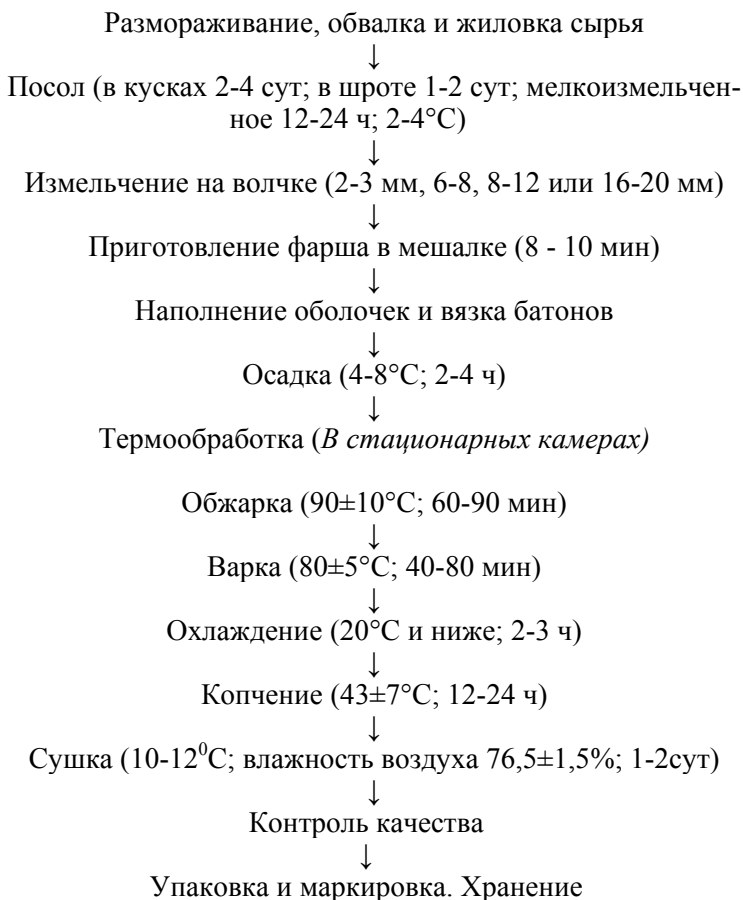 Размораживание, обвалка и жиловка сырья
↓
Посол (в кусках 2-4 сут; в шроте 1-2 сут; мелкоизмельчен-
ное 12-24 ч; 2-4°С)
↓
Измельчение на волчке (2-3 мм, 6-8, 8-12 или 16-20 мм)
↓
Приготовление фарша в мешалке (8 - 10 мин)
↓
Наполнение оболочек и вязка батонов
↓
Осадка (4-8°С; 2-4 ч)
↓
Термообработка (В стационарных камерах)
Обжарка (90±10°С; 60-90 мин)
↓
Варка (80±5°С; 40-80 мин)
↓
Охлаждение (20°С и ниже; 2-3 ч)
↓
Копчение (43±7°С; 12-24 ч)
↓
Сушка (10-12⁰С; влажность воздуха 76,5±1,5%; 1-2сут)
↓
Контроль качества
↓
Упаковка и маркировка. Хранение